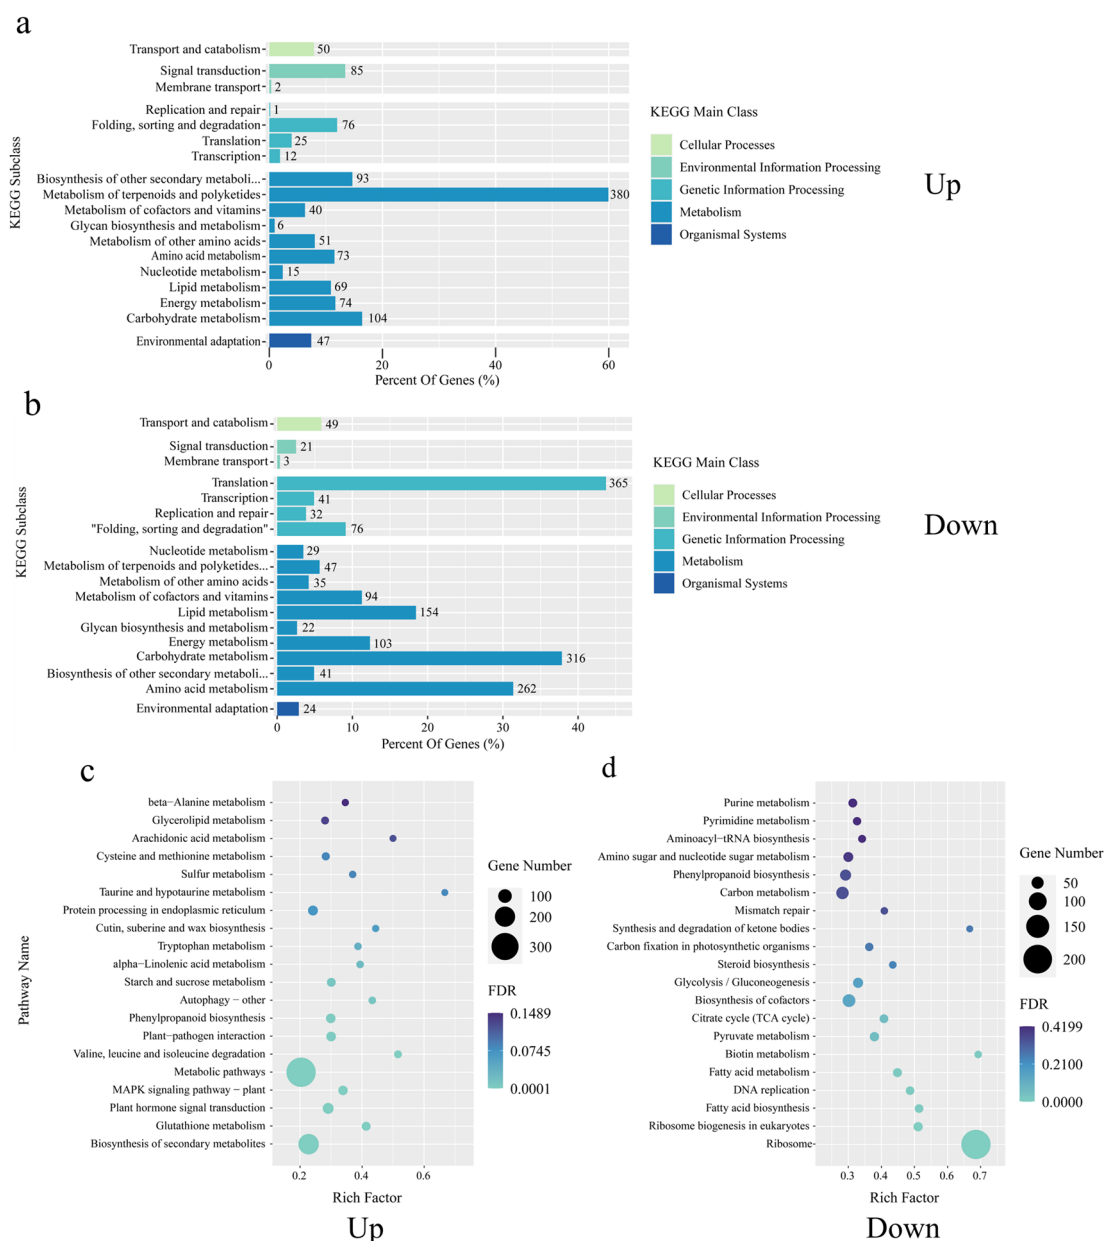 a
KEGG Subclass
Transport and catabolism
50
Signal transduction
85
Membrane transport
2
Replication and repair
1
Folding, sorting and degradation
76
Translation
25
Transcription
12
Biosynthesis of other secondary metaboli...
93
Metabolism of terpenoids and polyketides
380
Metabolism of cofactors and vitamins
40
Glycan biosynthesis and metabolism
6
Metabolism of other amino acids
51
Amino acid metabolism
73
Nucleotide metabolism
15
Lipid metabolism
69
Energy metabolism
74
Carbohydrate metabolism
104
Environmental adaptation
47
0 20 40 60
Percent Of Genes (%)
KEGG Main Class
Cellular Processes
Environmental Information Processing
Genetic Information Processing
Metabolism
Organismal Systems
Up
b
KEGG Subclass
Transport and catabolism
49
Signal transduction
21
Membrane transport
3
Translation
365
Transcription
41
Replication and repair
32
"Folding, sorting and degradation"
76
Nucleotide metabolism
29
Metabolism of terpenoids and polyketides...
47
Metabolism of other amino acids
35
Metabolism of cofactors and vitamins
94
Lipid metabolism
154
Glycan biosynthesis and metabolism
22
Energy metabolism
103
Carbohydrate metabolism
316
Biosynthesis of other secondary metaboli...
41
Amino acid metabolism
262
Environmental adaptation
24
0 10 20 30 40
Percent Of Genes (%)
KEGG Main Class
Cellular Processes
Environmental Information Processing
Genetic Information Processing
Metabolism
Organismal Systems
Down
c
Pathway Name
beta−Alanine metabolism
Glycerolipid metabolism
Arachidonic acid metabolism
Cysteine and methionine metabolism
Sulfur metabolism
Taurine and hypotaurine metabolism
Protein processing in endoplasmic reticulum
Cutin, suberine and wax biosynthesis
Tryptophan metabolism
alpha−Linolenic acid metabolism
Starch and sucrose metabolism
Autophagy − other
Phenylpropanoid biosynthesis
Plant−pathogen interaction
Valine, leucine and isoleucine degradation
Metabolic pathways
MAPK signaling pathway − plant
Plant hormone signal transduction
Glutathione metabolism
Biosynthesis of secondary metabolites
0.2 0.4 0.6
Rich Factor
Up
Gene Number
100
200
300
FDR
0.1489
0.0745
0.0001
d
Purine metabolism
Pyrimidine metabolism
Aminoacyl−tRNA biosynthesis
Amino sugar and nucleotide sugar metabolism
Phenylpropanoid biosynthesis
Carbon metabolism
Mismatch repair
Synthesis and degradation of ketone bodies
Carbon fixation in photosynthetic organisms
Steroid biosynthesis
Glycolysis / Gluconeogenesis
Biosynthesis of cofactors
Citrate cycle (TCA cycle)
Pyruvate metabolism
Biotin metabolism
Fatty acid metabolism
DNA replication
Fatty acid biosynthesis
Ribosome biogenesis in eukaryotes
Ribosome
0.3 0.4 0.5 0.6 0.7
Rich Factor
Down
Gene Number
50
100
150
200
FDR
0.4199
0.2100
0.0000